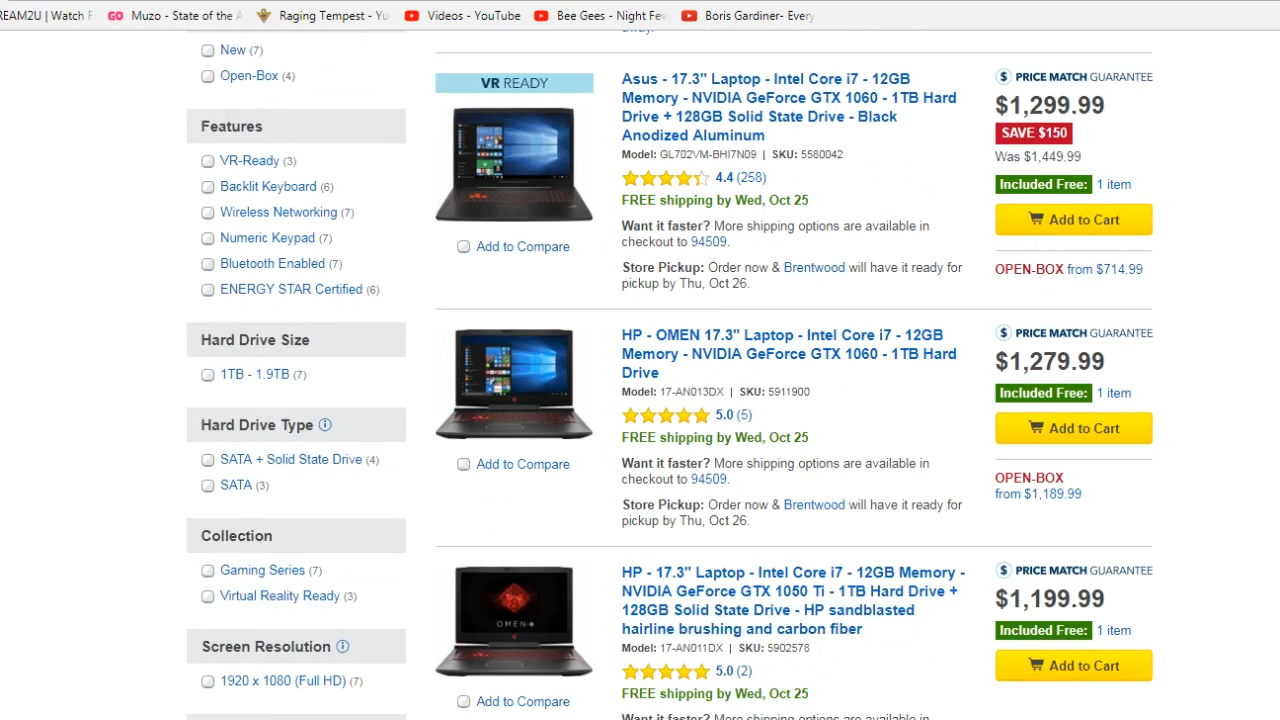 REAM2U | Watch F
GO Muzo - State of the A
Raging Tempest - Yu-
Videos - YouTube
Bee Gees - Night Fev
Boris Gardiner- Every
New (7)
Open-Box (4)
Features
VR-Ready (3)
Backlit Keyboard (6)
Wireless Networking (7)
Numeric Keypad (7)
Bluetooth Enabled (7)
ENERGY STAR Certified (6)
Hard Drive Size
1TB - 1.9TB (7)
Hard Drive Type
SATA + Solid State Drive (4)
SATA (3)
Collection
Gaming Series (7)
Virtual Reality Ready (3)
Screen Resolution
1920 x 1080 (Full HD) (7)
away.
VR READY
Add to Compare
Asus - 17.3" Laptop - Intel Core i7 - 12GB
Memory - NVIDIA GeForce GTX 1060 - 1TB Hard
Drive + 128GB Solid State Drive - Black
Anodized Aluminum
Model: GL702VM-BHI7N09 | SKU: 5580042
4.4 (258)
FREE shipping by Wed, Oct 25
Want it faster? More shipping options are available in
checkout to 94509.
Store Pickup: Order now & Brentwood will have it ready for
pickup by Thu, Oct 26.
PRICE MATCH GUARANTEE
$1,299.99
SAVE $150
Was $1,449.99
Included Free: 1 item
Add to Cart
OPEN-BOX from $714.99
Add to Compare
HP - OMEN 17.3" Laptop - Intel Core i7 - 12GB
Memory - NVIDIA GeForce GTX 1060 - 1TB Hard
Drive
Model: 17-AN013DX | SKU: 5911900
5.0 (5)
FREE shipping by Wed, Oct 25
Want it faster? More shipping options are available in
checkout to 94509.
Store Pickup: Order now & Brentwood will have it ready for
pickup by Thu, Oct 26.
PRICE MATCH GUARANTEE
$1,279.99
Included Free: 1 item
Add to Cart
OPEN-BOX
from $1,189.99
OMEN
Add to Compare
HP - 17.3" Laptop - Intel Core i7 - 12GB Memory -
NVIDIA GeForce GTX 1050 Ti - 1TB Hard Drive +
128GB Solid State Drive - HP sandblasted
hairline brushing and carbon fiber
Model: 17-AN011DX | SKU: 5902578
5.0 (2)
FREE shipping by Wed, Oct 25
Want it faster? More shipping options are available in
PRICE MATCH GUARANTEE
$1,199.99
Included Free: 1 item
Add to Cart